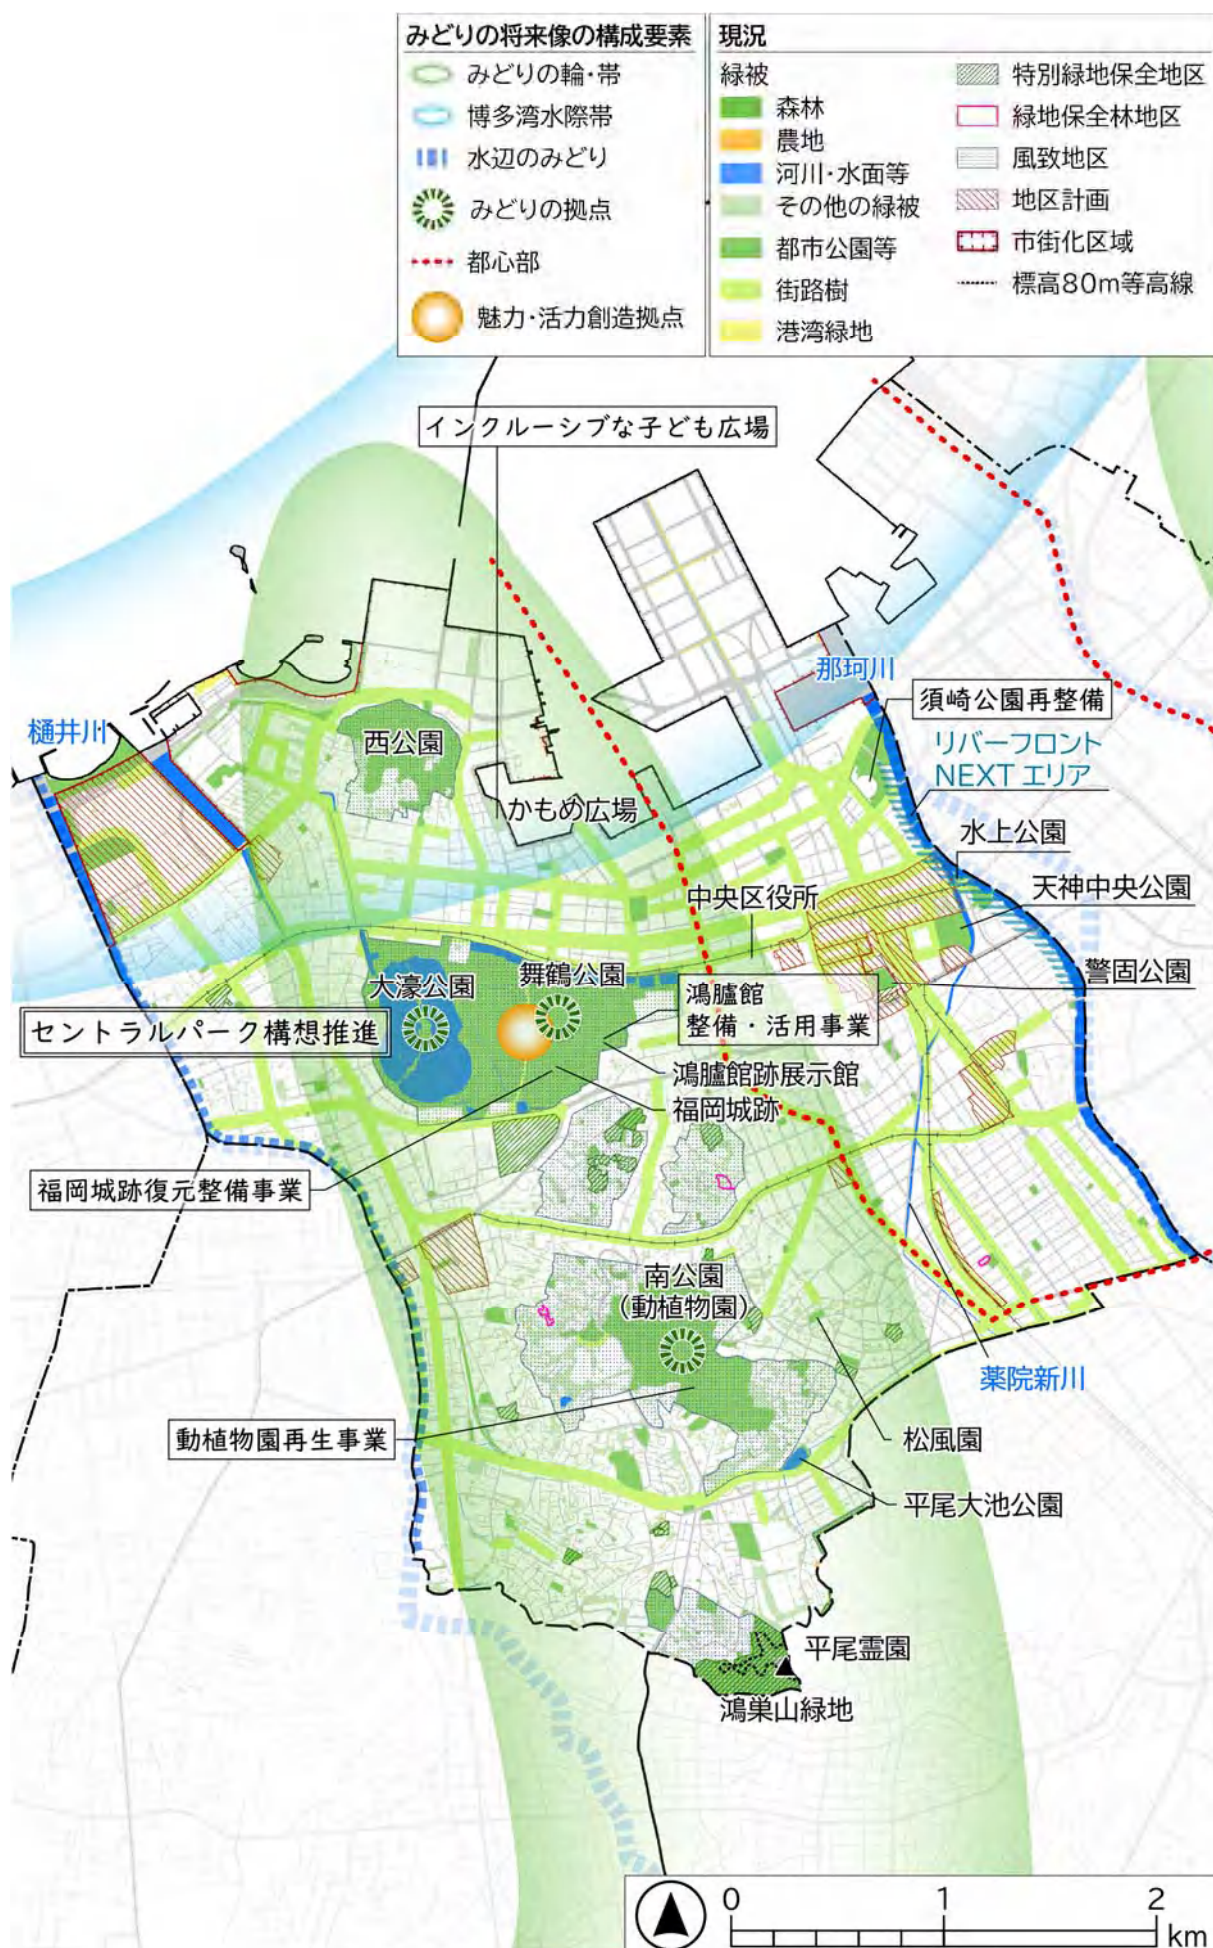 みどりの将来像の構成要素
みどりの輪・帯
博多湾水際帯
水辺のみどり
みどりの拠点
都心部
魅力・活力創造拠点
現況
緑被
森林
農地
河川・水面等
その他の緑被
都市公園等
街路樹
港湾緑地
特別緑地保全地区
緑地保全林地区
風致地区
地区計画
市街化区域
標高80m等高線
インクルーシブな子ども広場
那珂川
須崎公園再整備
樋井川
西公園
リバーフロント
NEXTエリア
かもめ広場
水上公園
中央区役所
天神中央公園
舞鶴公園
大濠公園
警固公園
鴻臚館
整備・活用事業
セントラルパーク構想推進
鴻臚館跡展示館
福岡城跡
福岡城跡復元整備事業
南公園
(動植物園)
薬院新川
動植物園再生事業
松風園
平尾大池公園
平尾霊園
鴻巣山緑地
0 1 2
km